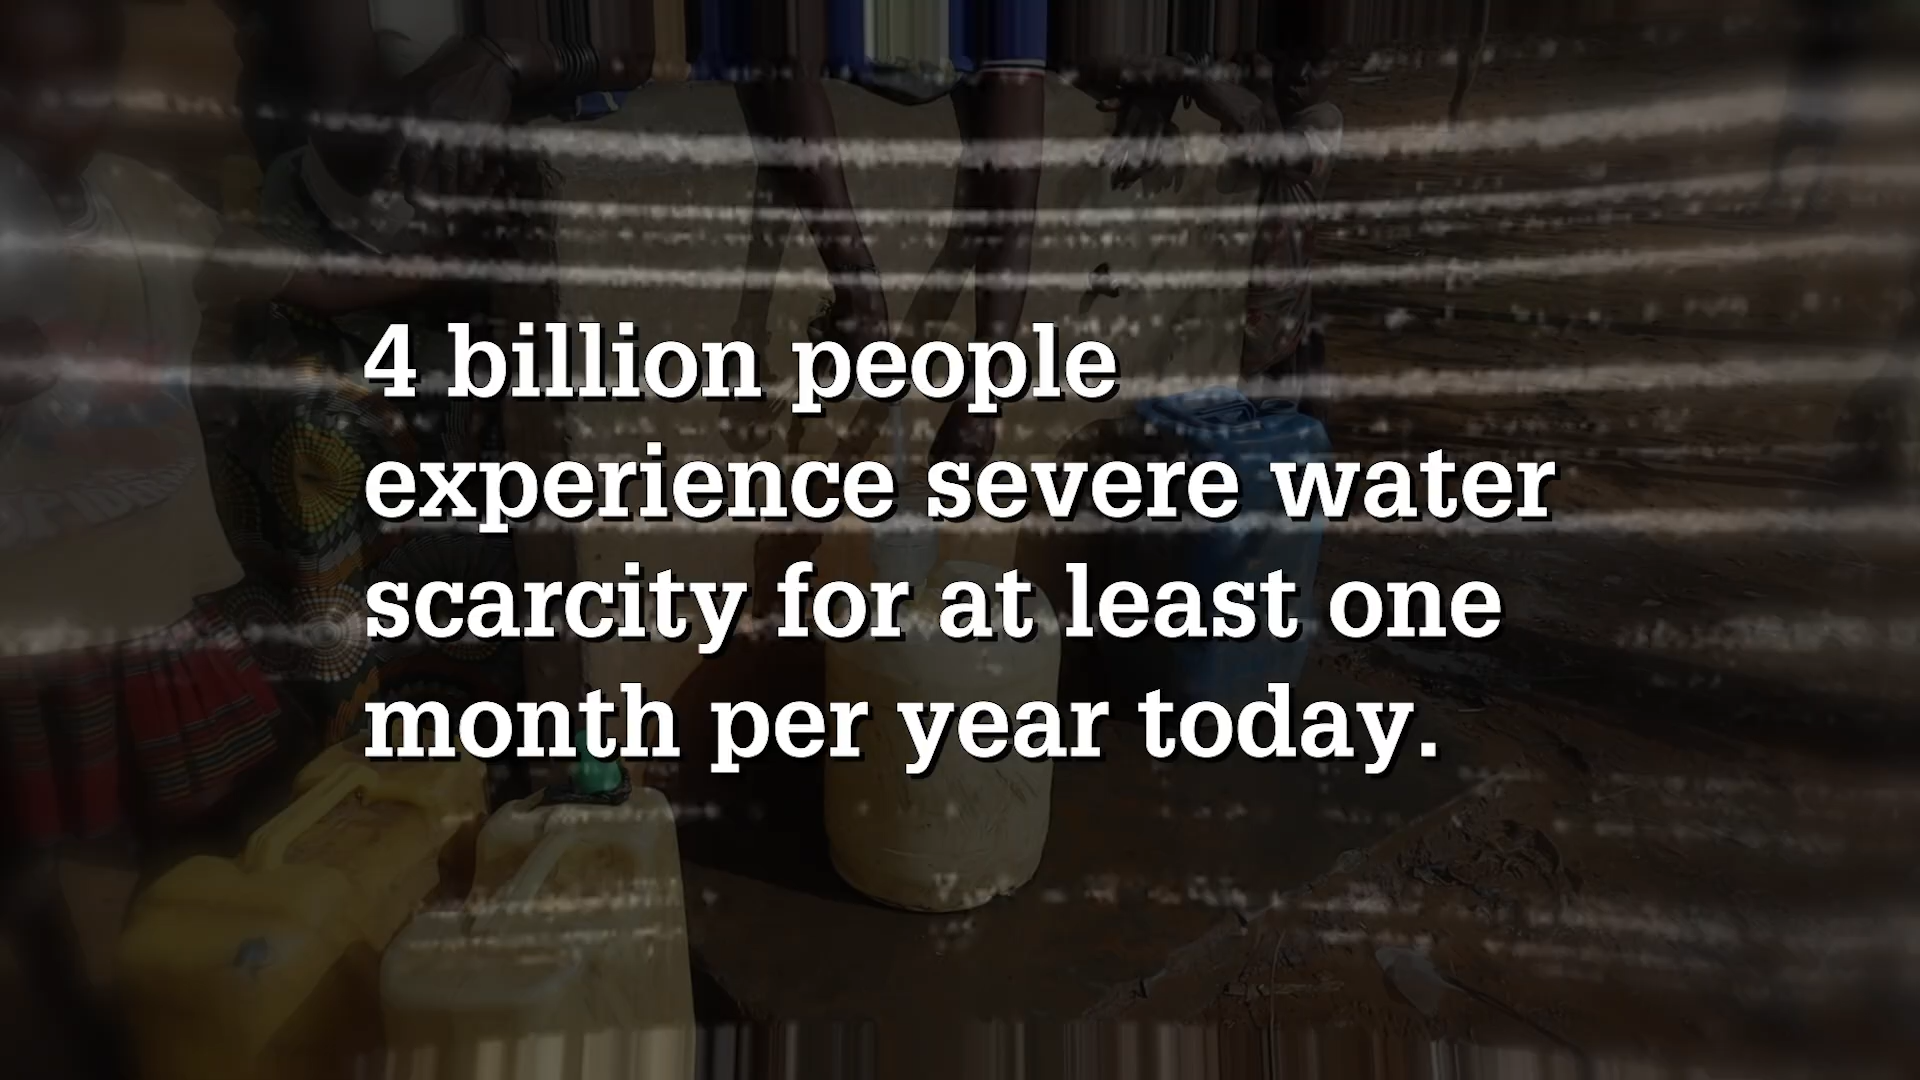 4 billion people
experience severe water
scarcity for at least one
month per year today.